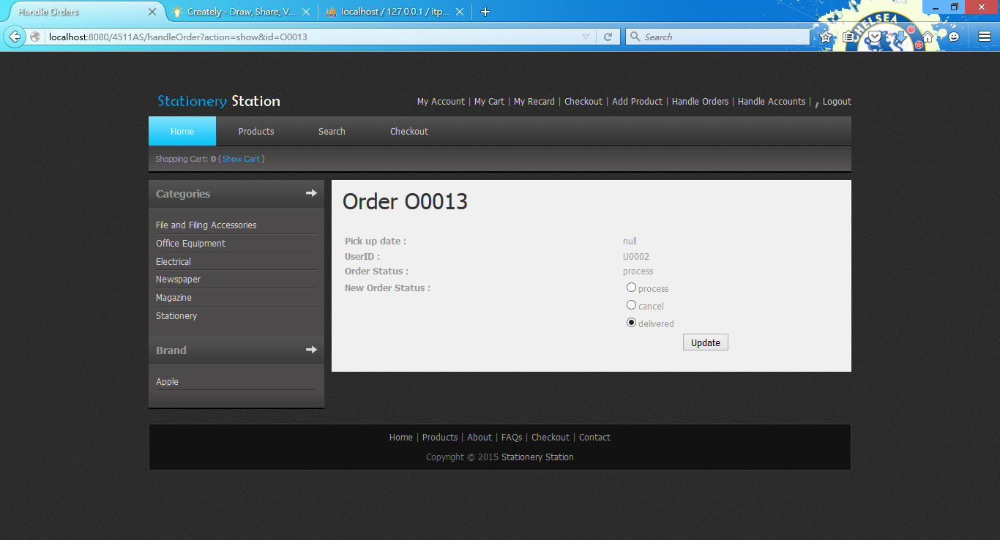 Handle Orders
Creately - Draw, Share, V...
localhost / 127.0.0.1 / itp...
localhost:8080/4511AS/handleOrder?action=show&id=O0013
Search
CHELSEA
Stationery Station
My Account | My Cart | My Recard | Checkout | Add Product | Handle Orders | Handle Accounts | , Logout
Home Products Search Checkout
Shopping Cart: 0 ( Show Cart )
Categories
File and Filing Accessories
Office Equipment
Electrical
Newspaper
Magazine
Stationery
Brand
Apple
Order O0013
Pick up date : null
UserID : U0002
Order Status : process
New Order Status : process
cancel
delivered
Update
Home | Products | About | FAQs | Checkout | Contact
Copyright © 2015 Stationery Station